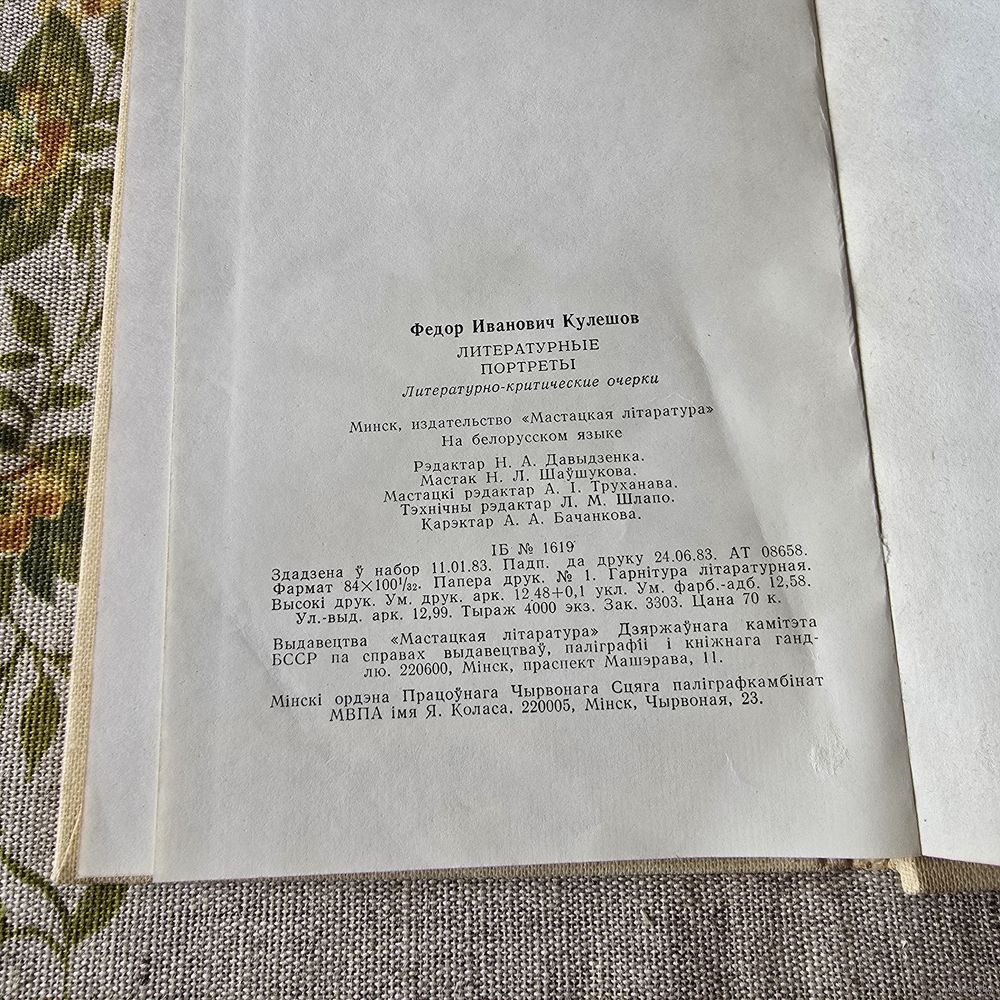 Федор Иванович Кулешов
ЛИТЕРАТУРНЫЕ
ПОРТРЕТЫ
Литературно-критические очерки
Минск, издательство «Мастацкая літаратура»
На белорусском языке
Рэдактар Н. А. Давыдзенка.
Мастак Н. Л. Шаўшукова.
Мастацкі рэдактар А. І. Труханава.
Тэхнічны рэдактар Л. М. Шлапо.
Карэктар А. А. Бачанкова.
ІБ № 1619
Здадзена ў набор 11.01.83. Падп. да друку 24.06.83. АТ 08658.
Фармат 84×100¹/₃₂. Папера друк. № 1. Гарнітура літаратурная.
Высокі друк. Ум. друк. арк. 12,48+0,1 укл. Ум. фарб.-адб. 12,58.
Ул.-выд. арк. 12,99. Тыраж 4000 экз. Зак. 3303. Цана 70 к.
Выдавецтва «Мастацкая літаратура» Дзяржаўнага камітэта
БССР па справах выдавецтваў, паліграфіі і кніжнага ганд-
лю. 220600, Мінск, праспект Машэрава, 11.
Мінскі ордэна Працоўнага Чырвонага Сцяга паліграфкамбінат
МВПА імя Я. Коласа. 220005, Мінск, Чырвоная, 23.